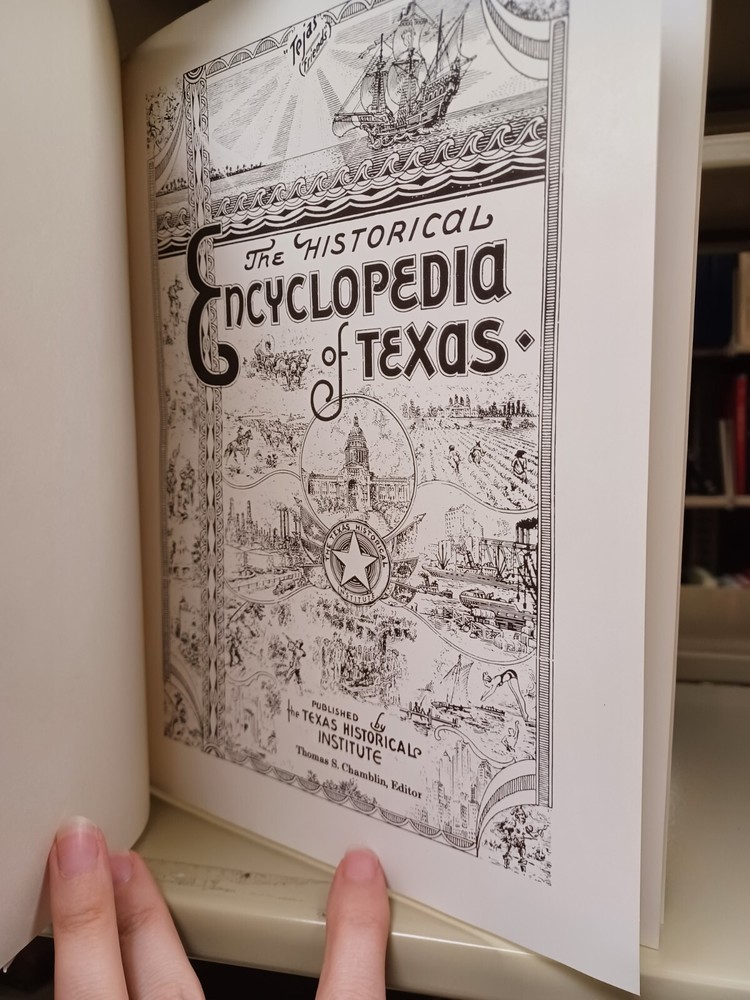 "Tejas"
(Friends)
The HISTORICAL
ENCYCLOPEDIA
of TEXAS
TEXAS HISTORICAL
INSTITUTE
PUBLISHED by
the TEXAS HISTORICAL
INSTITUTE
Thomas S. Chamblin, Editor